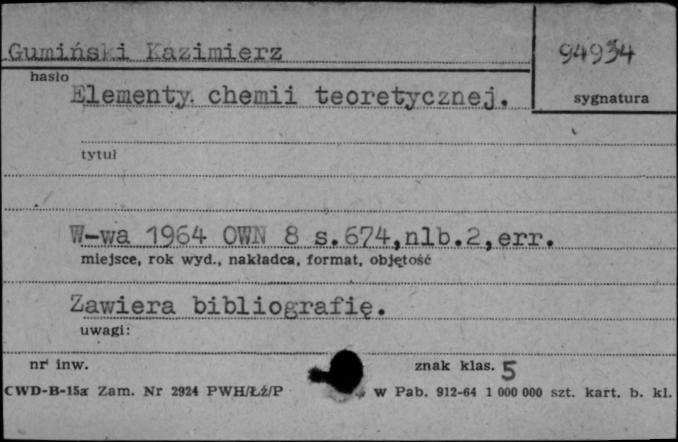 Gumiński Kazimierz
94934
hasło
Elementy chemii teoretycznej.
sygnatura
tytuł
W-wa 1964 OWN 8 s.674,nlb.2,err.
miejsce, rok wyd., nakładca, format, objętość
Zawiera bibliografię.
uwagi:
nr inw.
znak klas. 5
CWD-B-15a Zam. Nr 2924 PWH/Łź/P
w Pab. 912-64 1 000 000 szt. kart. b. kl.